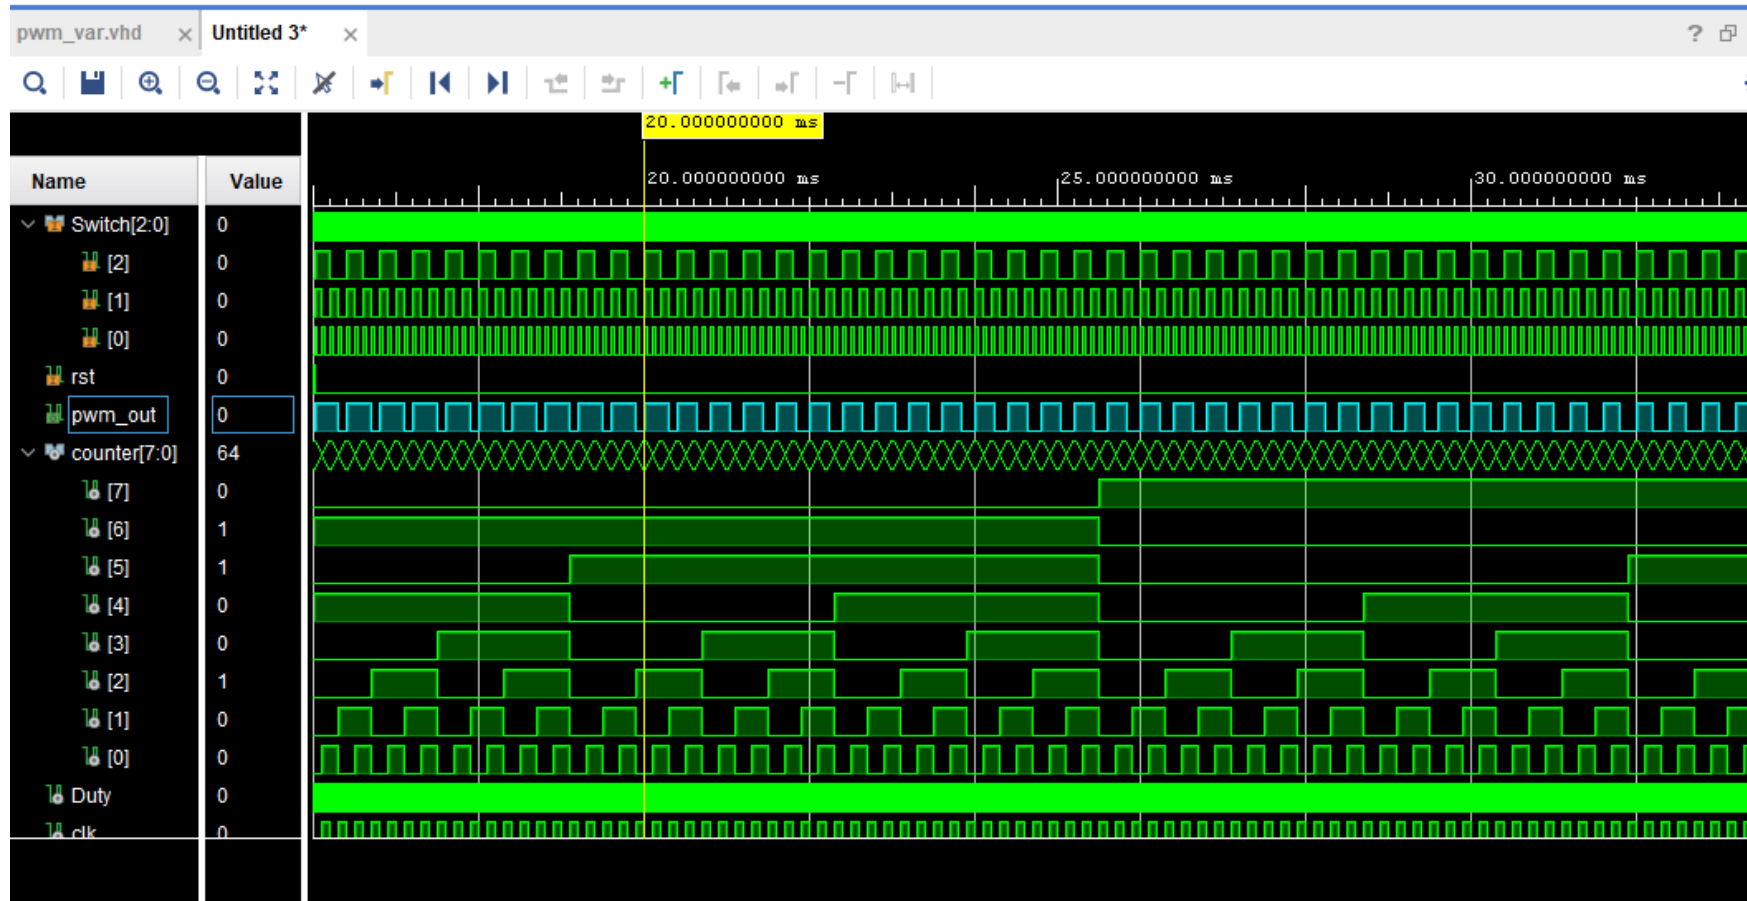 pwm_var.vhd × Untitled 3* ×
?
20.000000000 ms
Name Value
20.000000000 ms 25.000000000 ms 30.000000000 ms
Switch[2:0] 0
[2] 0
[1] 0
[0] 0
rst 0
pwm_out 0
counter[7:0] 64
[7] 0
[6] 1
[5] 1
[4] 0
[3] 0
[2] 1
[1] 0
[0] 0
Duty 0
clk 0